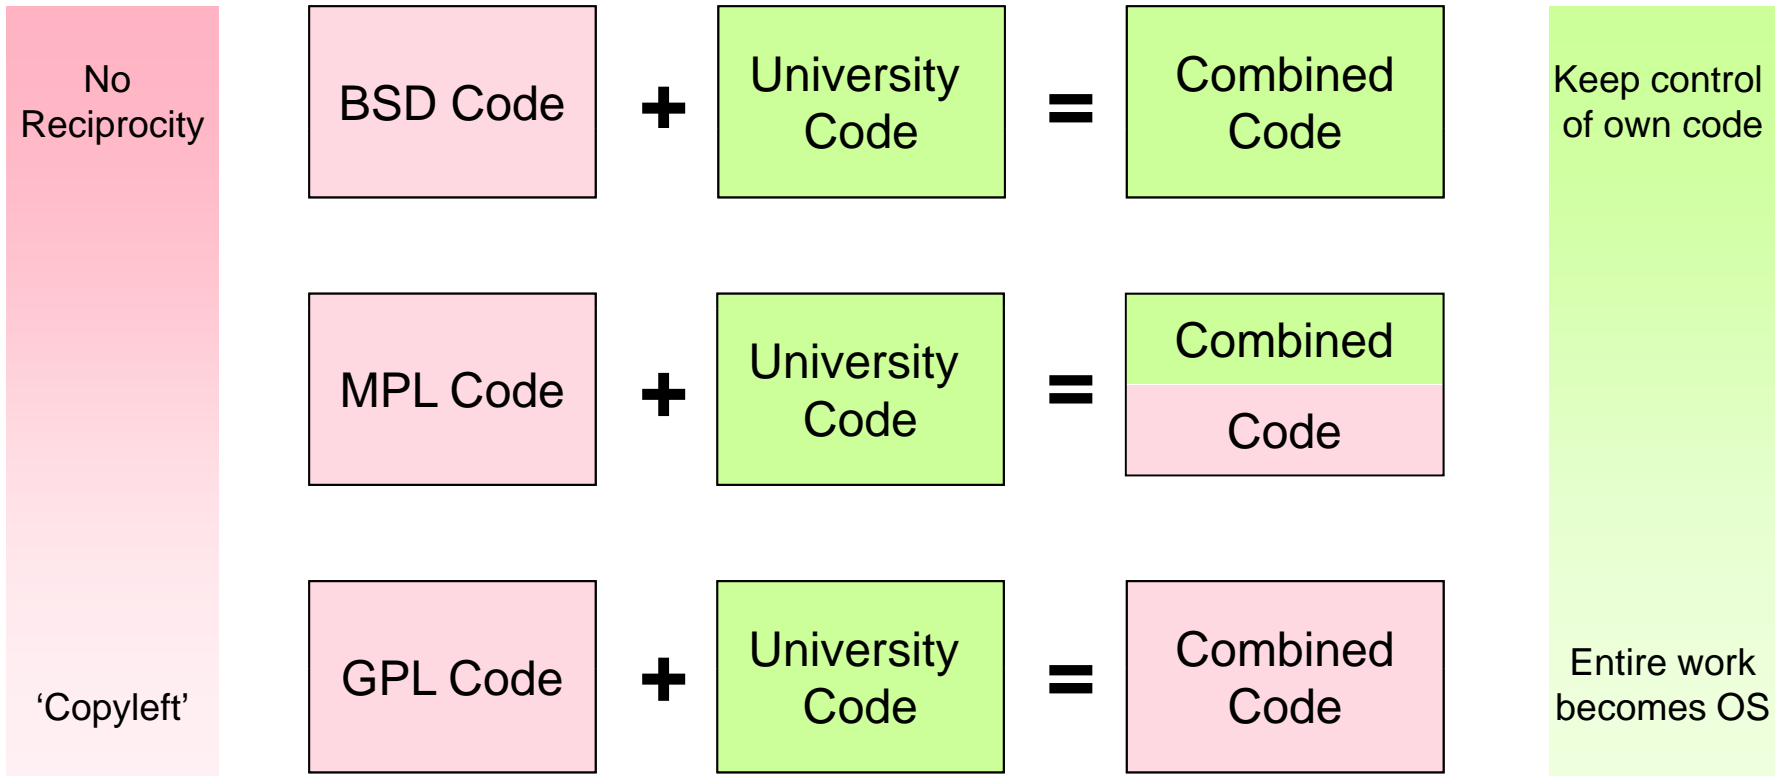 No
Reciprocity
BSD Code
+
University
Code
=
Combined
Code
Keep control
of own code
MPL Code
+
University
Code
=
Combined
Code
‘Copyleft’
GPL Code
+
University
Code
=
Combined
Code
Entire work
becomes OS